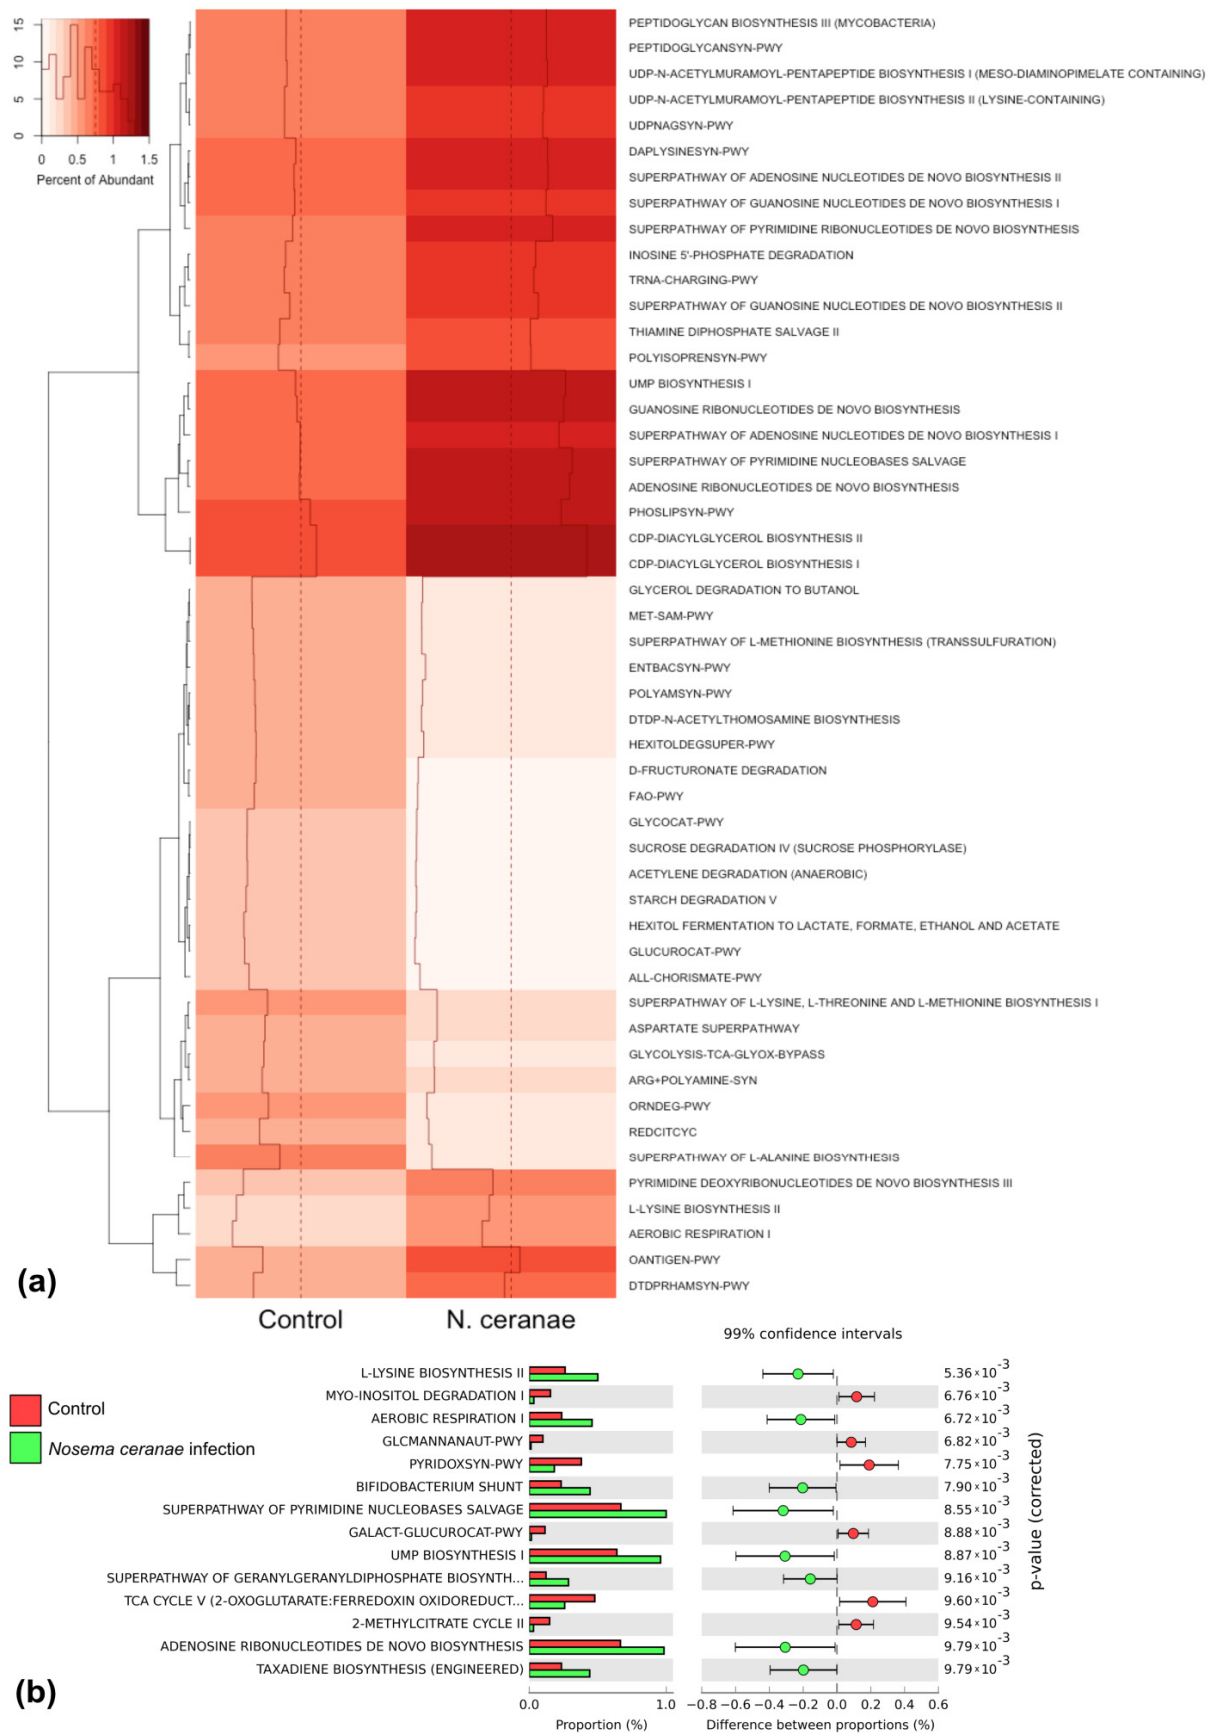 15
10
5
0
0 0.5 1 1.5
Percent of Abundant
PEPTIDOGLYCAN BIOSYNTHESIS III (MYCOBACTERIA)
PEPTIDOGLYCANSYN-PWY
UDP-N-ACETYLMURAMOYL-PENTAPEPTIDE BIOSYNTHESIS I (MESO-DIAMINOPIMELATE CONTAINING)
UDP-N-ACETYLMURAMOYL-PENTAPEPTIDE BIOSYNTHESIS II (LYSINE-CONTAINING)
UDPNAGSYN-PWY
DAPLYSINESYN-PWY
SUPERPATHWAY OF ADENOSINE NUCLEOTIDES DE NOVO BIOSYNTHESIS II
SUPERPATHWAY OF GUANOSINE NUCLEOTIDES DE NOVO BIOSYNTHESIS I
SUPERPATHWAY OF PYRIMIDINE RIBONUCLEOTIDES DE NOVO BIOSYNTHESIS
INOSINE 5'-PHOSPHATE DEGRADATION
TRNA-CHARGING-PWY
SUPERPATHWAY OF GUANOSINE NUCLEOTIDES DE NOVO BIOSYNTHESIS II
THIAMINE DIPHOSPHATE SALVAGE II
POLYISOPRENSYN-PWY
UMP BIOSYNTHESIS I
GUANOSINE RIBONUCLEOTIDES DE NOVO BIOSYNTHESIS
SUPERPATHWAY OF ADENOSINE NUCLEOTIDES DE NOVO BIOSYNTHESIS I
SUPERPATHWAY OF PYRIMIDINE NUCLEOBASES SALVAGE
ADENOSINE RIBONUCLEOTIDES DE NOVO BIOSYNTHESIS
PHOSLIPSYN-PWY
CDP-DIACYLGLYCEROL BIOSYNTHESIS II
CDP-DIACYLGLYCEROL BIOSYNTHESIS I
GLYCEROL DEGRADATION TO BUTANOL
MET-SAM-PWY
SUPERPATHWAY OF L-METHIONINE BIOSYNTHESIS (TRANSSULFURATION)
ENTBACSYN-PWY
POLYAMSYN-PWY
DTDP-N-ACETYLTHOMOSAMINE BIOSYNTHESIS
HEXITOLDEGSUPER-PWY
D-FRUCTURONATE DEGRADATION
FAO-PWY
GLYCOCAT-PWY
SUCROSE DEGRADATION IV (SUCROSE PHOSPHORYLASE)
ACETYLENE DEGRADATION (ANAEROBIC)
STARCH DEGRADATION V
HEXITOL FERMENTATION TO LACTATE, FORMATE, ETHANOL AND ACETATE
GLUCUROCAT-PWY
ALL-CHORISMATE-PWY
SUPERPATHWAY OF L-LYSINE, L-THREONINE AND L-METHIONINE BIOSYNTHESIS I
ASPARTATE SUPERPATHWAY
GLYCOLYSIS-TCA-GLYOX-BYPASS
ARG+POLYAMINE-SYN
ORNDEG-PWY
REDCITCYC
SUPERPATHWAY OF L-ALANINE BIOSYNTHESIS
PYRIMIDINE DEOXYRIBONUCLEOTIDES DE NOVO BIOSYNTHESIS III
L-LYSINE BIOSYNTHESIS II
AEROBIC RESPIRATION I
OANTIGEN-PWY
DTDPRHAMSYN-PWY
(a)
Control N. ceranae
99% confidence intervals
Control
Nosema ceranae infection
L-LYSINE BIOSYNTHESIS II 5.36×10⁻³
MYO-INOSITOL DEGRADATION I 6.76×10⁻³
AEROBIC RESPIRATION I 6.72×10⁻³
GLCMANNANAUT-PWY 6.82×10⁻³
PYRIDOXSYN-PWY 7.75×10⁻³
BIFIDOBACTERIUM SHUNT 7.90×10⁻³
SUPERPATHWAY OF PYRIMIDINE NUCLEOBASES SALVAGE 8.55×10⁻³
GALACT-GLUCUROCAT-PWY 8.88×10⁻³
UMP BIOSYNTHESIS I 8.87×10⁻³
SUPERPATHWAY OF GERANYLGERANYLDIPHOSPHATE BIOSYNTH... 9.16×10⁻³
TCA CYCLE V (2-OXOGLUTARATE:FERREDOXIN OXIDOREDUCT... 9.60×10⁻³
2-METHYLCITRATE CYCLE II 9.54×10⁻³
ADENOSINE RIBONUCLEOTIDES DE NOVO BIOSYNTHESIS 9.79×10⁻³
TAXADIENE BIOSYNTHESIS (ENGINEERED) 9.79×10⁻³
p-value (corrected)
(b)
0.0 1.0 −0.8 −0.6 −0.4 −0.2 0.0 0.2 0.4 0.6
Proportion (%) Difference between proportions (%)